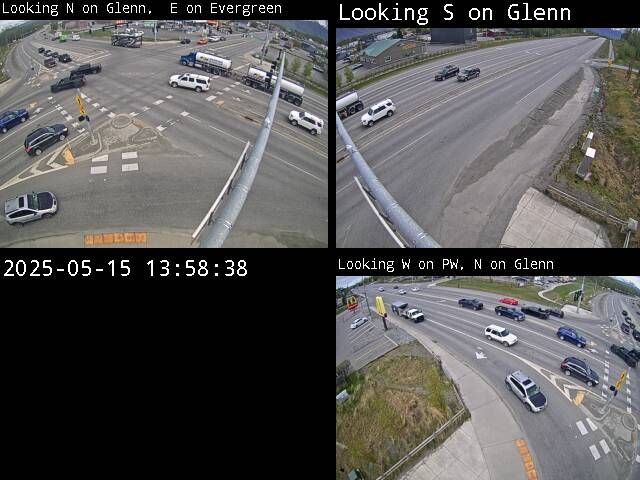 Looking N on Glenn,  E on Evergreen
Looking S on Glenn
2025-05-15 13:58:38
Looking W on PW, N on Glenn